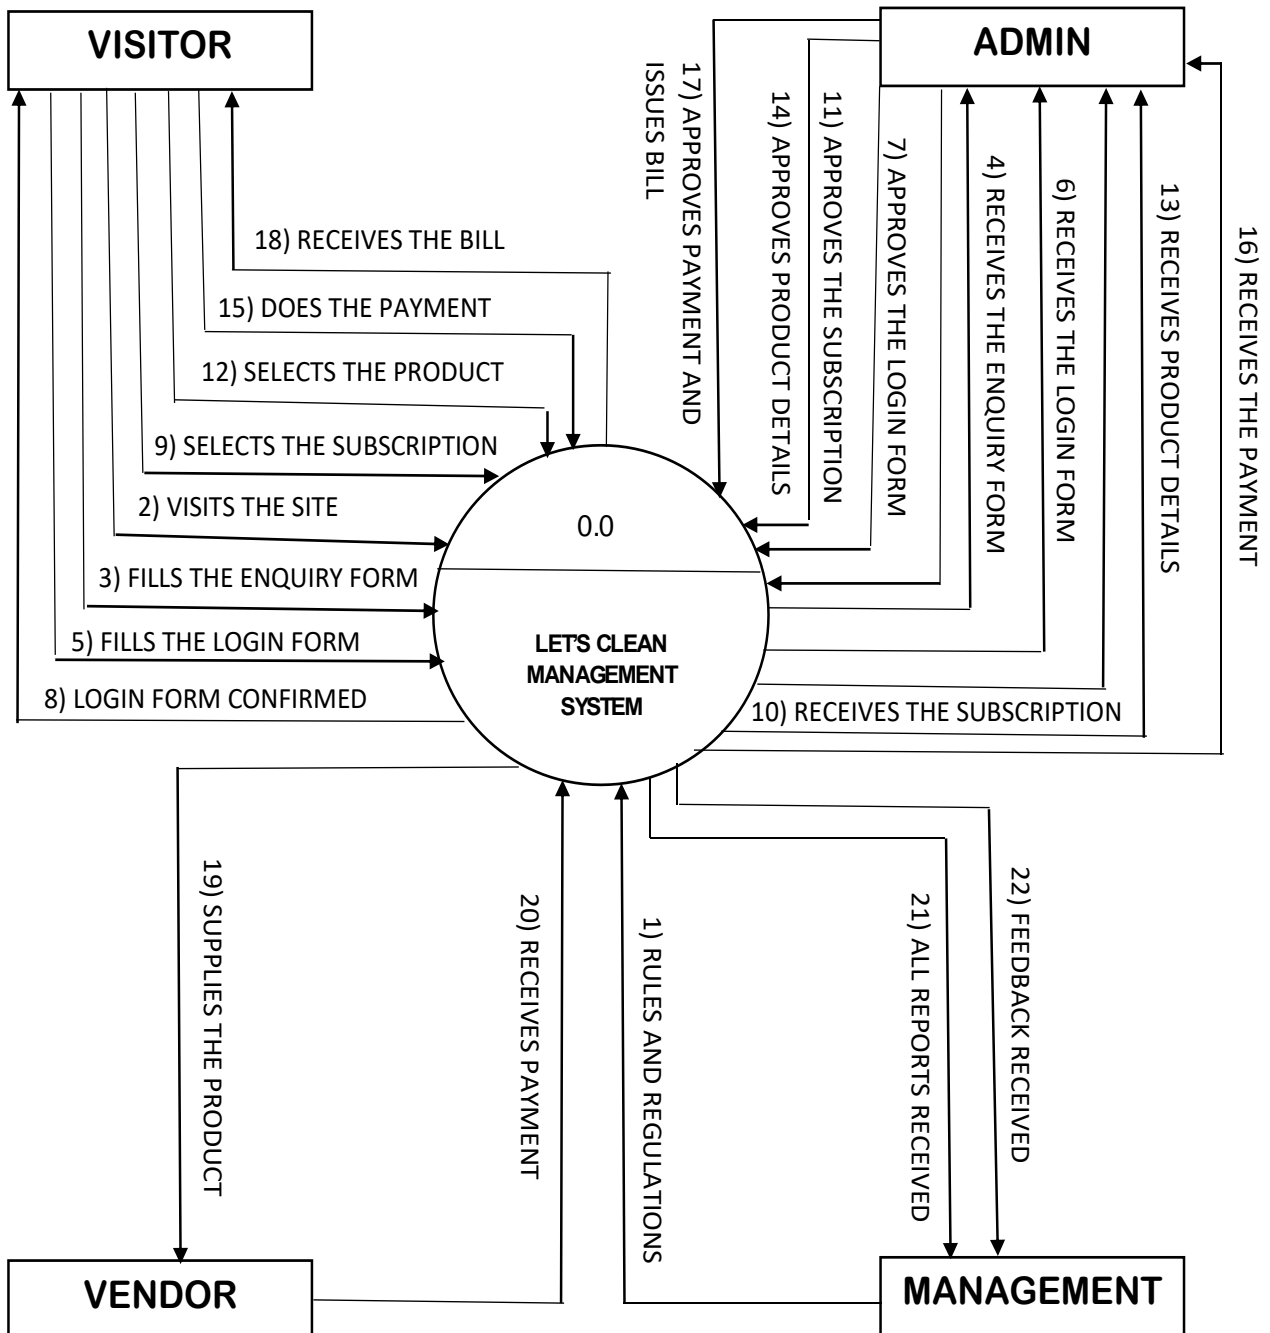 VISITOR
ADMIN
17) APPROVES PAYMENT AND
ISSUES BILL
14) APPROVES PRODUCT DETAILS
11) APPROVES THE SUBSCRIPTION
7) APPROVES THE LOGIN FORM
4) RECEIVES THE ENQUIRY FORM
6) RECEIVES THE LOGIN FORM
13) RECEIVES PRODUCT DETAILS
16) RECEIVES THE PAYMENT
18) RECEIVES THE BILL
15) DOES THE PAYMENT
12) SELECTS THE PRODUCT
9) SELECTS THE SUBSCRIPTION
2) VISITS THE SITE
3) FILLS THE ENQUIRY FORM
5) FILLS THE LOGIN FORM
8) LOGIN FORM CONFIRMED
0.0
LET'S CLEAN
MANAGEMENT
SYSTEM
10) RECEIVES THE SUBSCRIPTION
19) SUPPLIES THE PRODUCT
20) RECEIVES PAYMENT
1) RULES AND REGULATIONS
21) ALL REPORTS RECEIVED
22) FEEDBACK RECEIVED
VENDOR
MANAGEMENT